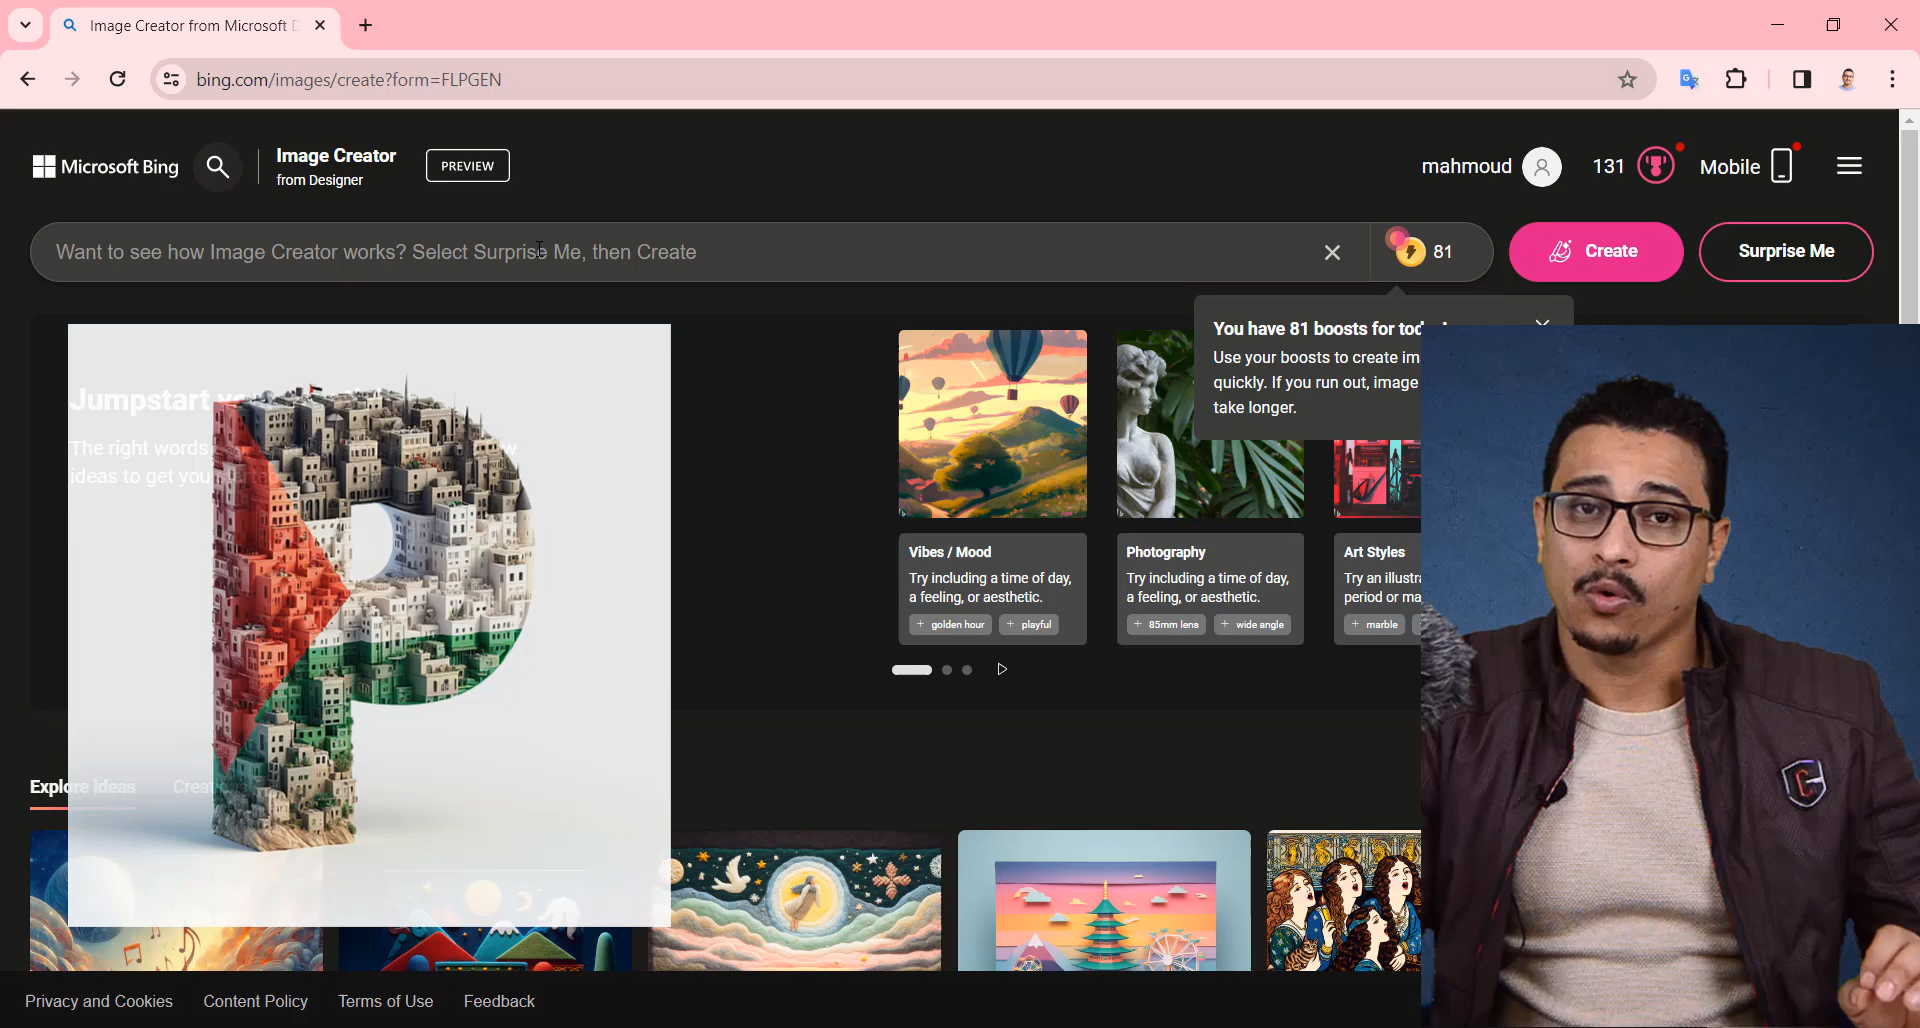 Image Creator from Microsoft D
bing.com/images/create?form=FLPGEN
Microsoft Bing
Image Creator
from Designer
PREVIEW
mahmoud
131
Mobile
Want to see how Image Creator works? Select Surprise Me, then Create
81
Create
Surprise Me
You have 81 boosts for
Use your boosts to create
quickly. If you run out, image
take longer.
Jumpstart
The right words
ideas to get you
Vibes / Mood
Try including a time of day,
a feeling, or aesthetic.
+ golden hour
+ playful
Photography
Try including a time of day,
a feeling, or aesthetic.
+ 85mm lens
+ wide angle
Art Styles
Try an
period or
+ marble
Explore ideas
Privacy and Cookies
Content Policy
Terms of Use
Feedback